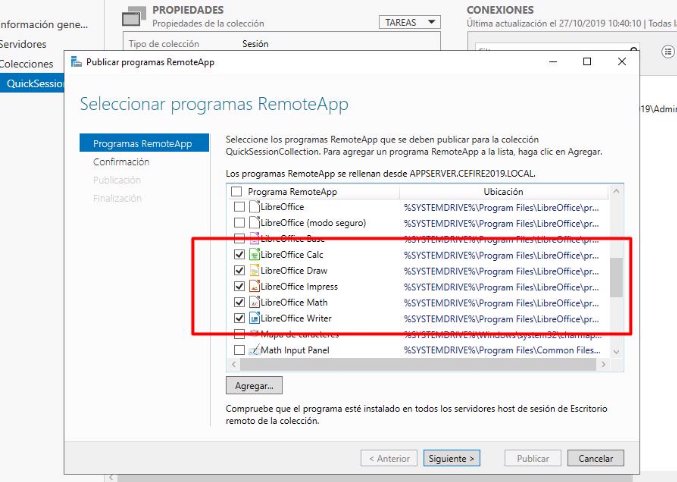 PROPIEDADES
Propiedades de la colección
TAREAS
CONEXIONES
Última actualización el 27/10/2019 10:40:10 | Todas
Información gene...
Servidores
Colecciones
QuickSession
Tipo de colección Sesión
Publicar programas RemoteApp
Seleccionar programas RemoteApp
Programas RemoteApp
Confirmación
Publicación
Finalización
Seleccione los programas RemoteApp que se deben publicar para la colección
QuickSessionCollection. Para agregar un programa RemoteApp a la lista, haga clic en Agregar.
Los programas RemoteApp se rellenan desde APPSERVER.CEFIRE2019.LOCAL.
Programa RemoteApp Ubicación
LibreOffice %SYSTEMDRIVE%\Program Files\LibreOffice\pr...
LibreOffice (modo seguro) %SYSTEMDRIVE%\Program Files\LibreOffice\pr...
LibreOffice Base %SYSTEMDRIVE%\Program Files\LibreOffice\pr...
LibreOffice Calc %SYSTEMDRIVE%\Program Files\LibreOffice\pr...
LibreOffice Draw %SYSTEMDRIVE%\Program Files\LibreOffice\pr...
LibreOffice Impress %SYSTEMDRIVE%\Program Files\LibreOffice\pr...
LibreOffice Math %SYSTEMDRIVE%\Program Files\LibreOffice\pr...
LibreOffice Writer %SYSTEMDRIVE%\Program Files\LibreOffice\pr...
Mapa de caracteres %SYSTEMDRIVE%\Windows\system32\charmap...
Math Input Panel %SYSTEMDRIVE%\Program Files\Common Files...
Agregar...
Compruebe que el programa esté instalado en todos los servidores host de sesión de Escritorio
remoto de la colección.
< Anterior Siguiente > Publicar Cancelar